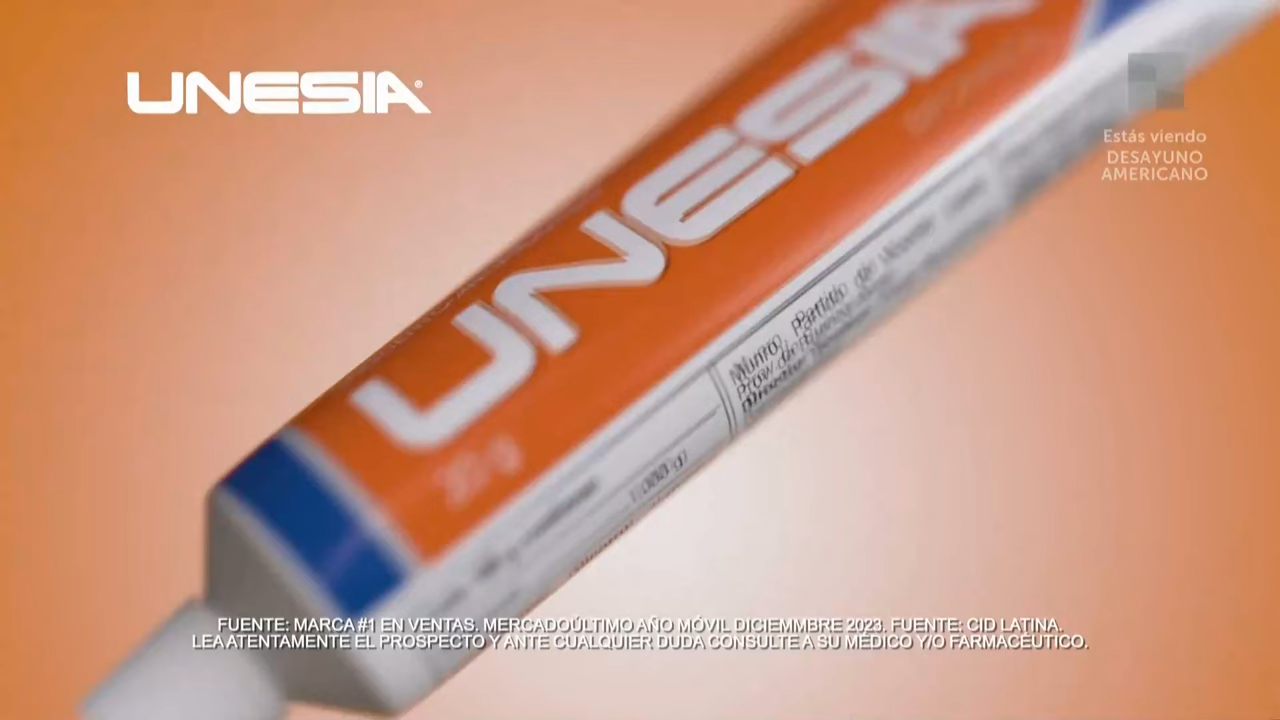 UNESIA®
Estás viendo
DESAYUNO
AMERICANO
UNESIA
20 g
FUENTE: MARCA #1 EN VENTAS. MERCADOÚLTIMO AÑO MÓVIL DICIEMMBRE 2023. FUENTE: CID LATINA.
LEA ATENTAMENTE EL PROSPECTO Y ANTE CUALQUIER DUDA CONSULTE A SU MÉDICO Y/O FARMACÉUTICO.